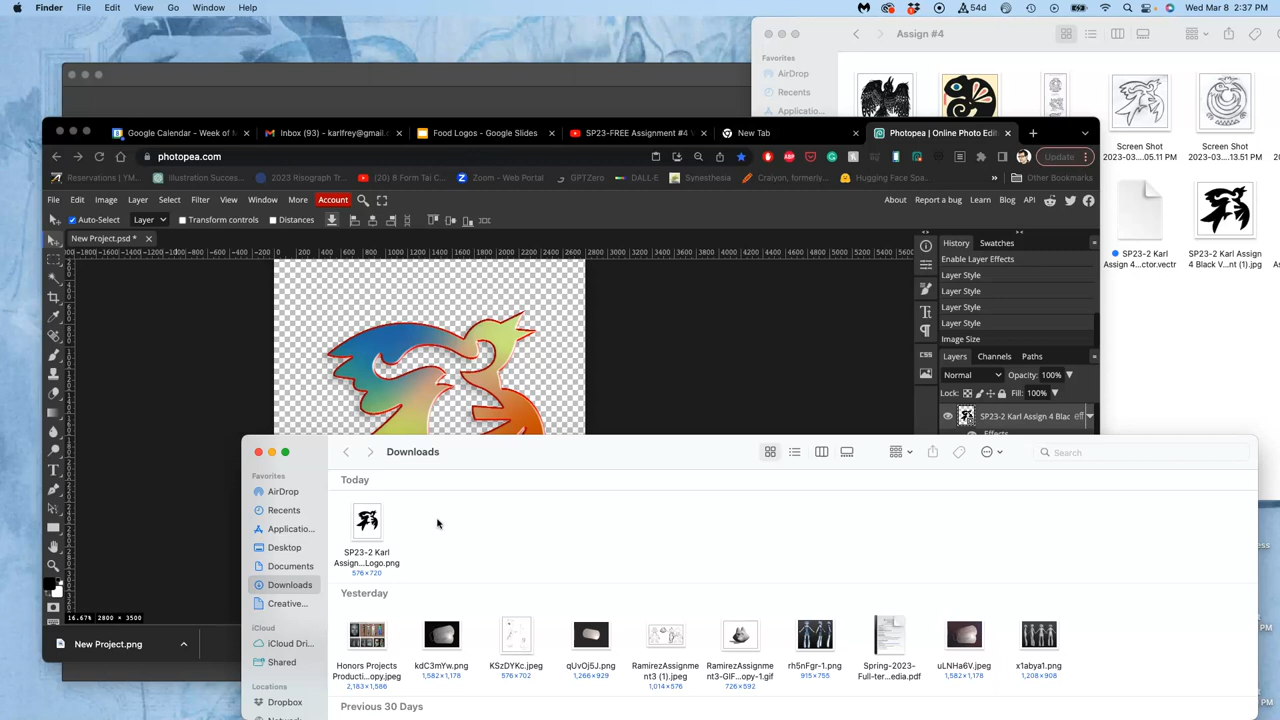 Finder File Edit View Go Window Help
54d
Wed Mar 8 2:37 PM
Assign #4
Favorites
AirDrop
Recents
Applicatio...
Screen Shot
2023-03....05.11 PM
Screen Shot
2023-03....13.51 PM
SP23-2 Karl
Assign 4...ctor.vectr
SP23-2 Karl Assign
4 Black V...nt (1).jpg
Google Calendar - Week of M
Inbox (93) - karlfrey@gmail.c
Food Logos - Google Slides
SP23-FREE Assignment #4 V
New Tab
Photopea | Online Photo Edit
photopea.com
Update
Reservations | YM...
Illustration Succes...
2023 Risograph Tr...
(20) 8 Form Tai C...
Zoom - Web Portal
GPTZero
DALL-E
Synesthesia
Craiyon, formerly...
Hugging Face Spa...
»
Other Bookmarks
File Edit Image Layer Select Filter View Window More Account
About Report a bug Learn Blog API
Auto-Select Layer Transform controls Distances
New Project.psd *
History Swatches
Enable Layer Effects
Layer Style
Layer Style
Layer Style
Layer Style
Image Size
Layers Channels Paths
Normal Opacity: 100%
Lock: Fill: 100%
SP23-2 Karl Assign 4 Blac eff
CSS
16.67% 2800 × 3500
New Project.png
Downloads
Search
Favorites
AirDrop
Recents
Applicatio...
Desktop
Documents
Downloads
Creative...
iCloud
iCloud Dri...
Shared
Locations
Dropbox
Today
SP23-2 Karl
Assign...Logo.png
576×720
Yesterday
Honors Projects
Producti...opy.jpeg
2,183×1,586
kdC3mYw.png
1,582×1,178
KSzDYKc.jpeg
576×702
qUvOj5J.png
1,266×929
RamirezAssignme
nt3 (1).jpeg
1,014×576
RamirezAssignme
nt3-GIF...opy-1.gif
726×592
rh5nFgr-1.png
915×755
Spring-2023-
Full-ter...edia.pdf
uLNHa6V.jpeg
1,582×1,178
x1abya1.png
1,208×908
Previous 30 Days